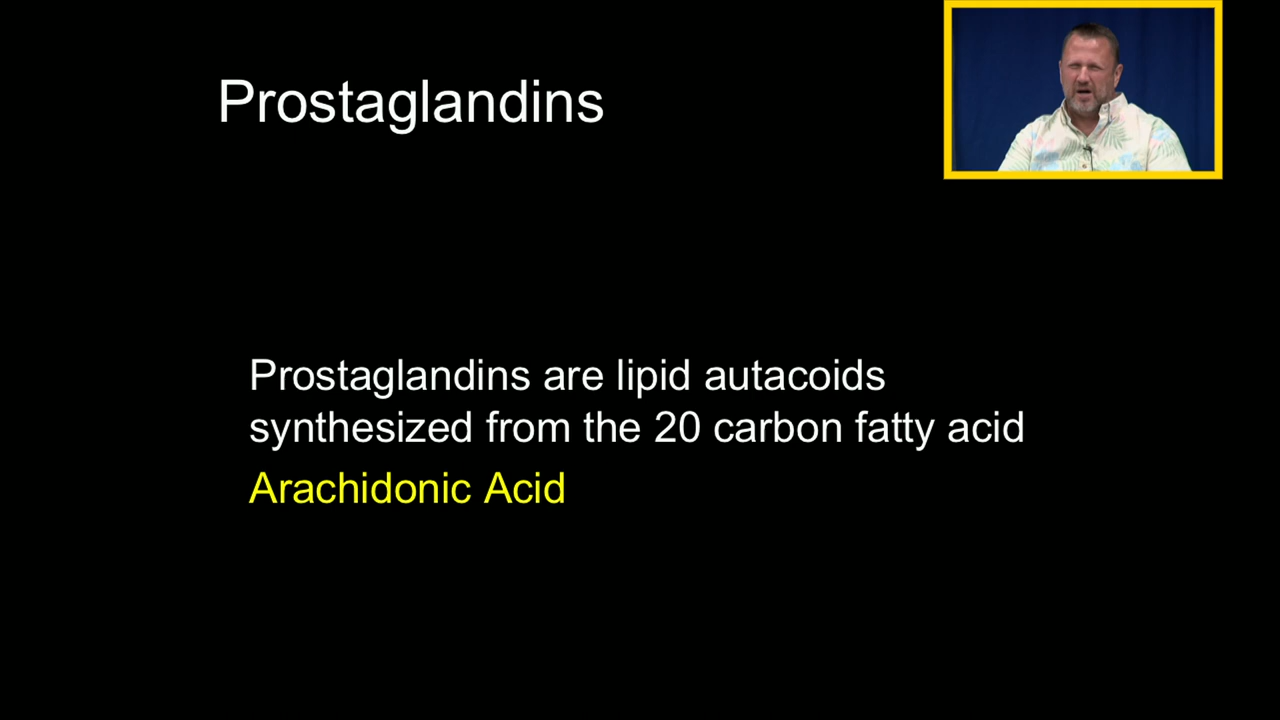 Prostaglandins
Prostaglandins are lipid autacoids
synthesized from the 20 carbon fatty acid
Arachidonic Acid